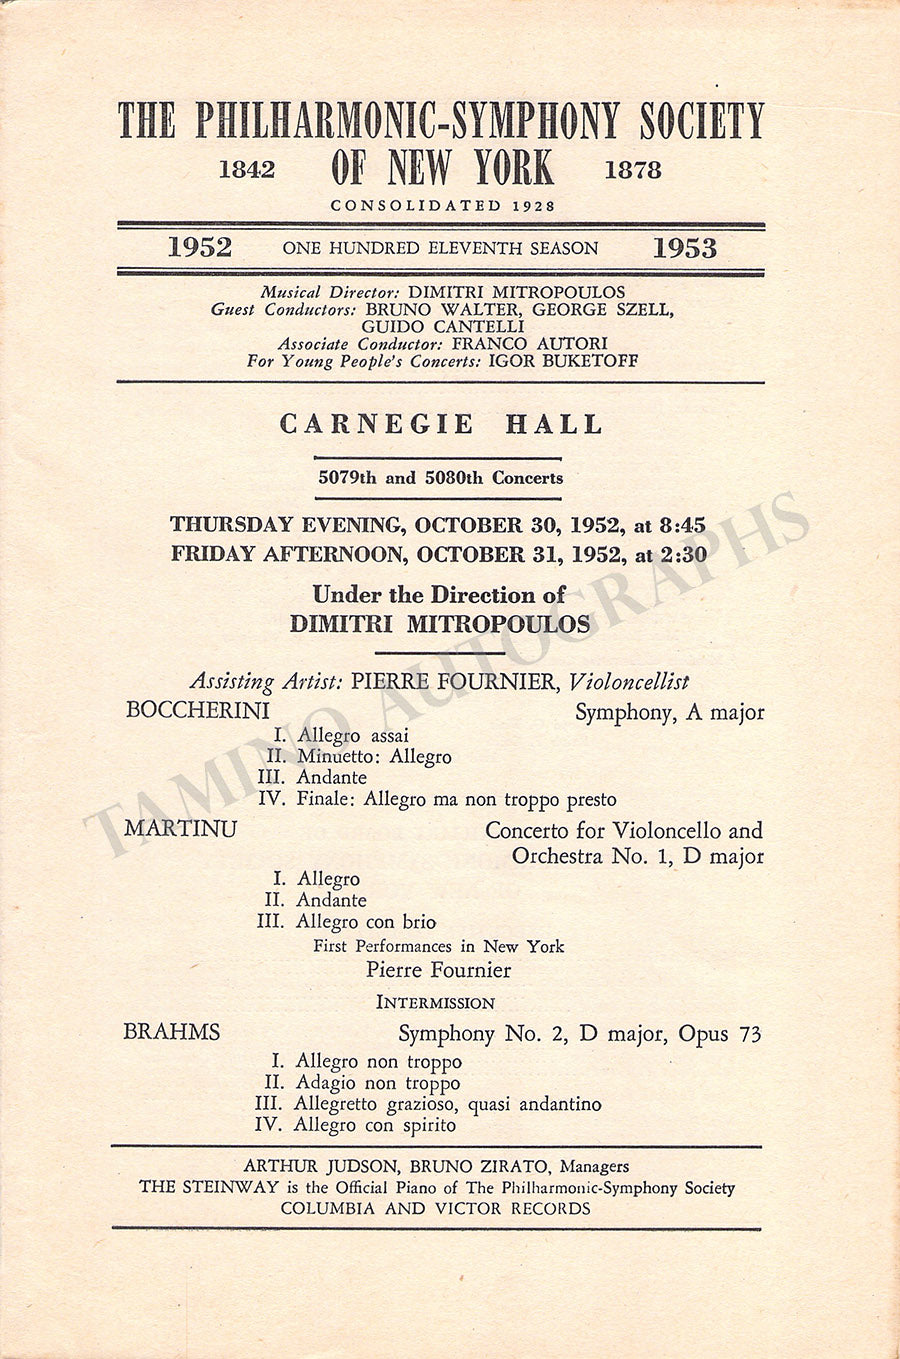 THE PHILHARMONIC-SYMPHONY SOCIETY
1842 OF NEW YORK 1878
CONSOLIDATED 1928
1952 ONE HUNDRED ELEVENTH SEASON 1953
Musical Director: DIMITRI MITROPOULOS
Guest Conductors: BRUNO WALTER, GEORGE SZELL,
GUIDO CANTELLI
Associate Conductor: FRANCO AUTORI
For Young People's Concerts: IGOR BUKETOFF
CARNEGIE HALL
5079th and 5080th Concerts
THURSDAY EVENING, OCTOBER 30, 1952, at 8:45
FRIDAY AFTERNOON, OCTOBER 31, 1952, at 2:30
Under the Direction of
DIMITRI MITROPOULOS
Assisting Artist: PIERRE FOURNIER, Violoncellist
BOCCHERINI Symphony, A major
I. Allegro assai
II. Minuetto: Allegro
III. Andante
IV. Finale: Allegro ma non troppo presto
MARTINU Concerto for Violoncello and
Orchestra No. 1, D major
I. Allegro
II. Andante
III. Allegro con brio
First Performances in New York
Pierre Fournier
INTERMISSION
BRAHMS Symphony No. 2, D major, Opus 73
I. Allegro non troppo
II. Adagio non troppo
III. Allegretto grazioso, quasi andantino
IV. Allegro con spirito
ARTHUR JUDSON, BRUNO ZIRATO, Managers
THE STEINWAY is the Official Piano of The Philharmonic-Symphony Society
COLUMBIA AND VICTOR RECORDS
TAMINO AUTOGRAPHS